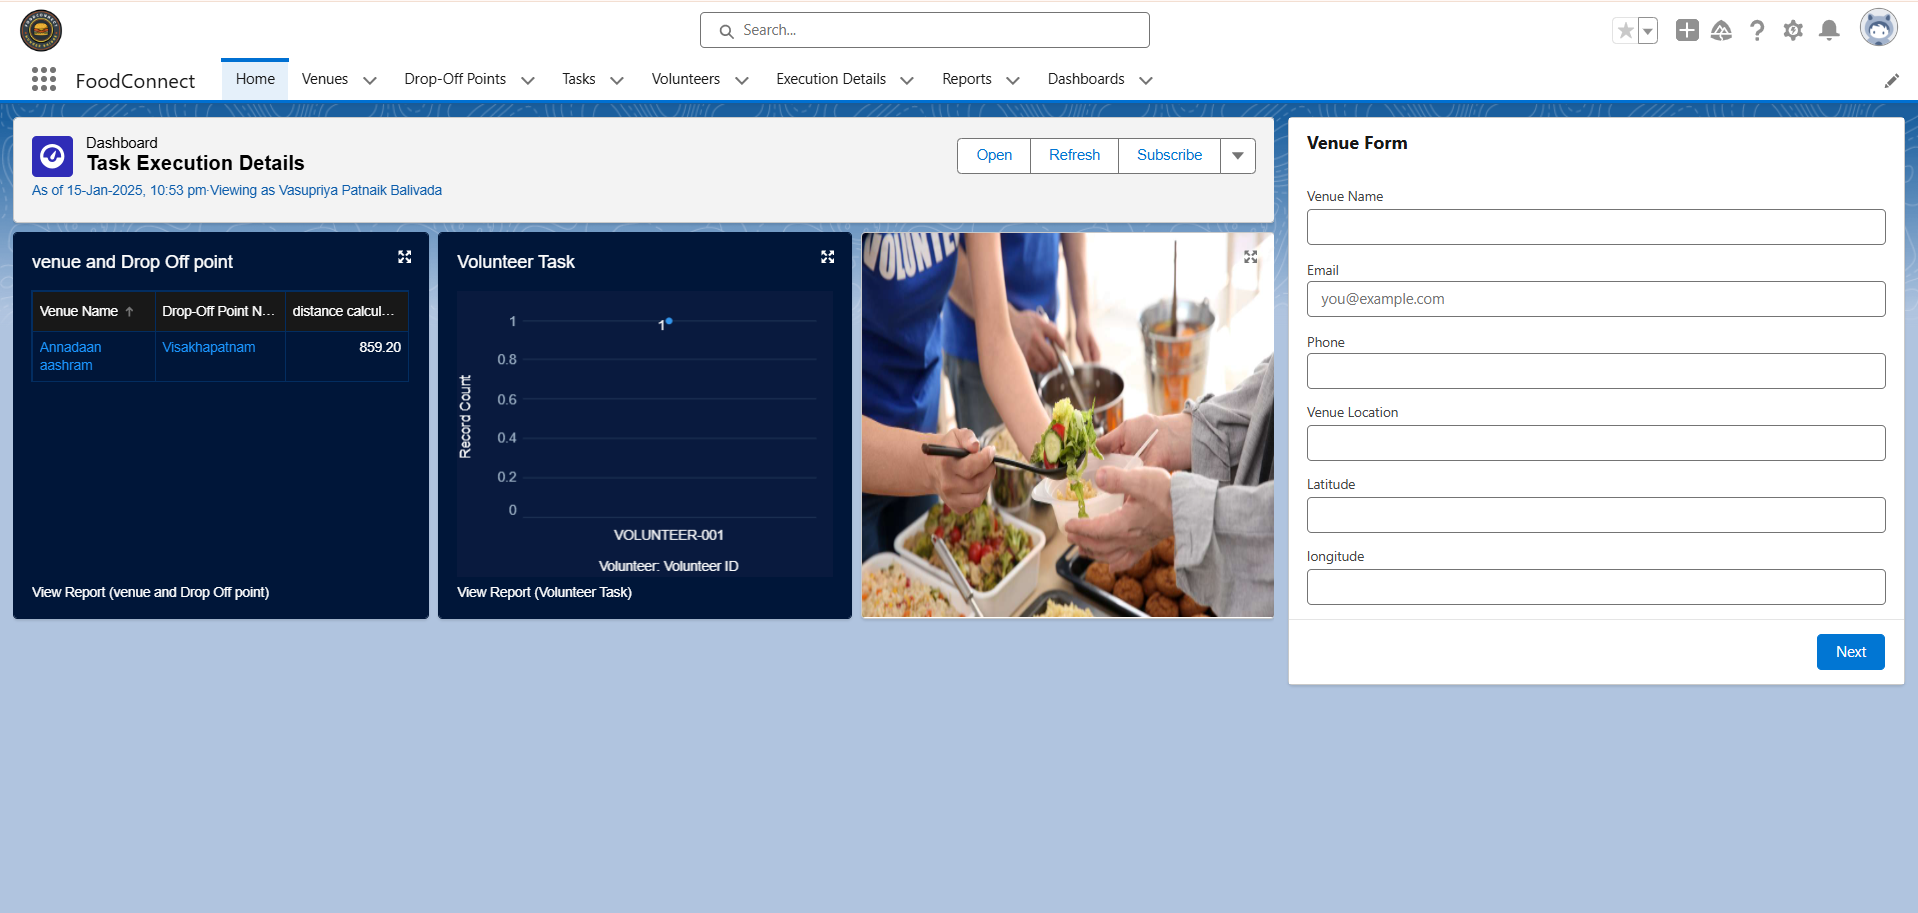 Search...
FoodConnect
Home
Venues
Drop-Off Points
Tasks
Volunteers
Execution Details
Reports
Dashboards
Dashboard
Task Execution Details
As of 15-Jan-2025, 10:53 pm·Viewing as Vasupriya Patnaik Balivada
Open
Refresh
Subscribe
venue and Drop Off point
Venue Name ↑
Drop-Off Point N...
distance calcul...
Annadaan
aashram
Visakhapatnam
859.20
View Report (venue and Drop Off point)
Volunteer Task
1
0.8
0.6
0.4
0.2
0
1
Record Count
VOLUNTEER-001
Volunteer: Volunteer ID
View Report (Volunteer Task)
VOLUNTE
Venue Form
Venue Name
Email
you@example.com
Phone
Venue Location
Latitude
longitude
Next